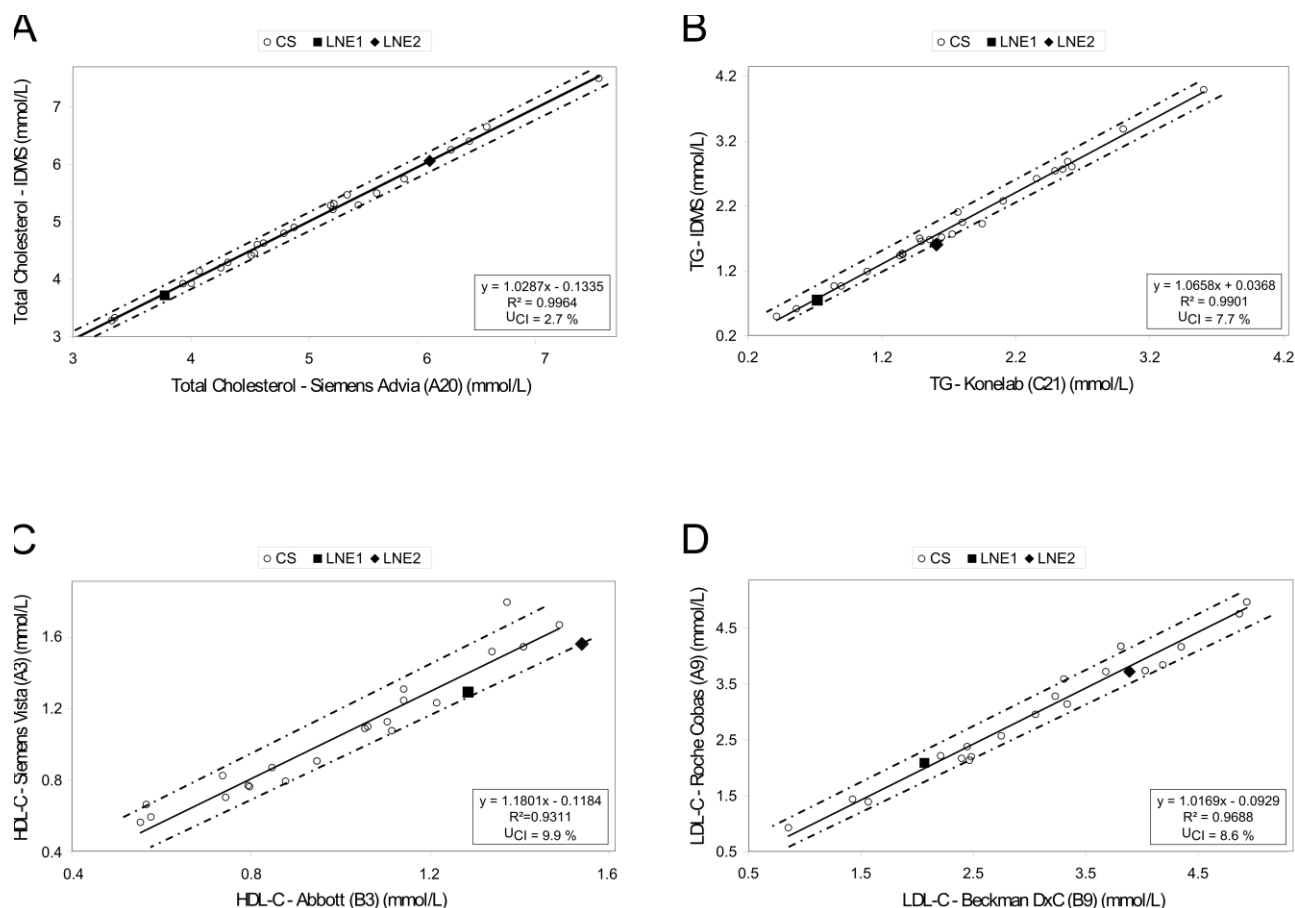 A
○ CS ■ LNE1 ◆ LNE2
Total Cholesterol - IDMS (mmol/L)
7
6
5
4
3
y = 1.0287x - 0.1335
R² = 0.9964
UCI = 2.7 %
3 4 5 6 7
Total Cholesterol - Siemens Advia (A20) (mmol/L)
B
○ CS ■ LNE1 ◆ LNE2
TG - IDMS (mmol/L)
4.2
3.2
2.2
1.2
0.2
y = 1.0658x + 0.0368
R² = 0.9901
UCI = 7.7 %
0.2 1.2 2.2 3.2 4.2
TG - Konelab (C21) (mmol/L)
C
○ CS ■ LNE1 ◆ LNE2
HDL-C - Siemens Vista (A3) (mmol/L)
1.6
1.2
0.8
0.4
y = 1.1801x - 0.1184
R²=0.9311
UCI = 9.9 %
0.4 0.8 1.2 1.6
HDL-C - Abbott (B3) (mmol/L)
D
○ CS ■ LNE1 ◆ LNE2
LDL-C - Roche Cobas (A9) (mmol/L)
4.5
3.5
2.5
1.5
0.5
y = 1.0169x - 0.0929
R² = 0.9688
UCI = 8.6 %
0.5 1.5 2.5 3.5 4.5
LDL-C - Beckman DxC (B9) (mmol/L)